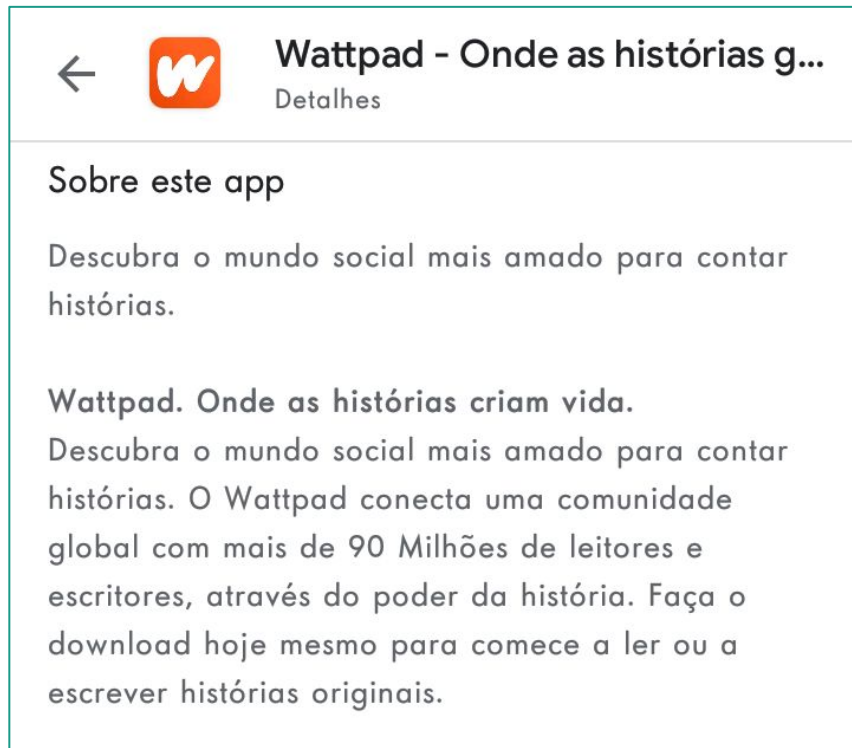 Wattpad - Onde as histórias g...
Detalhes
Sobre este app
Descubra o mundo social mais amado para contar
histórias.
Wattpad. Onde as histórias criam vida.
Descubra o mundo social mais amado para contar
histórias. O Wattpad conecta uma comunidade
global com mais de 90 Milhões de leitores e
escritores, através do poder da história. Faça o
download hoje mesmo para comece a ler ou a
escrever histórias originais.